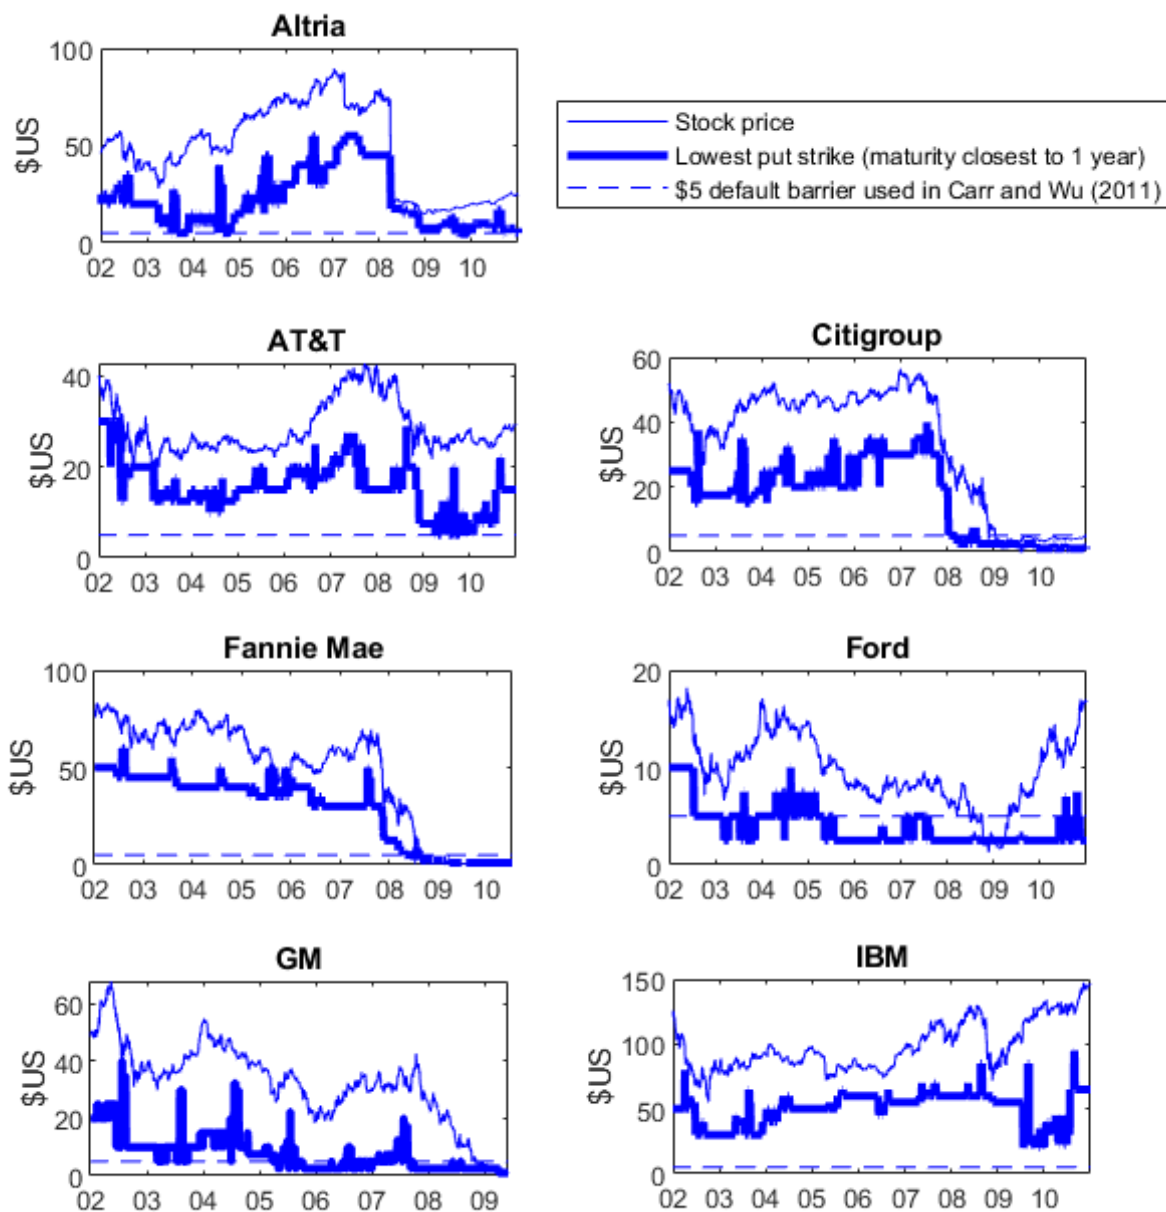 Altria
100
50
0
$US
02 03 04 05 06 07 08 09 10
Stock price
Lowest put strike (maturity closest to 1 year)
$5 default barrier used in Carr and Wu (2011)
AT&T
40
20
0
$US
02 03 04 05 06 07 08 09 10
Citigroup
60
40
20
0
$US
02 03 04 05 06 07 08 09 10
Fannie Mae
100
50
0
$US
02 03 04 05 06 07 08 09 10
Ford
20
10
0
$US
02 03 04 05 06 07 08 09 10
GM
60
40
20
0
$US
02 03 04 05 06 07 08 09
IBM
150
100
50
0
$US
02 03 04 05 06 07 08 09 10